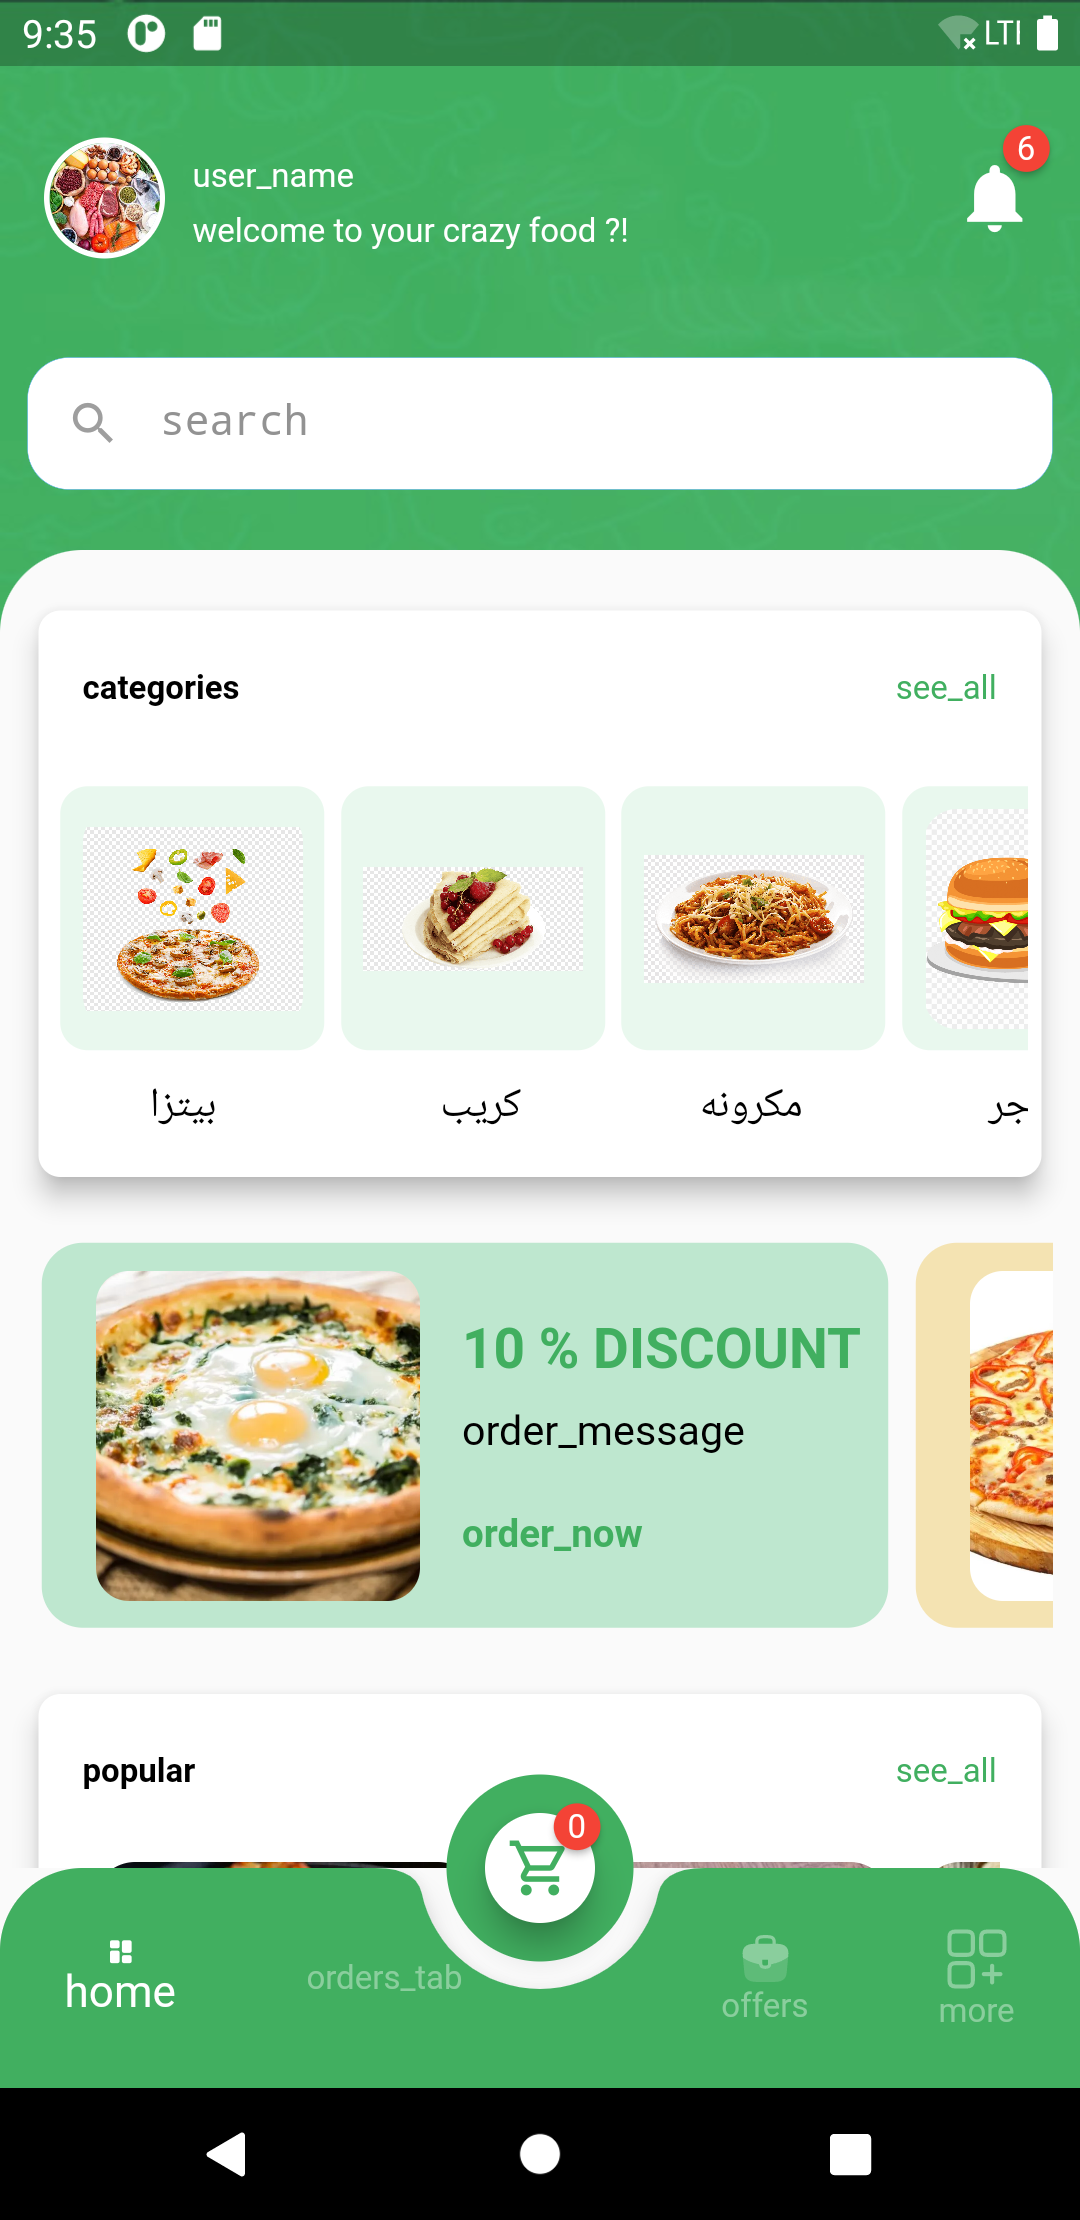 9:35
LTI
6
user_name
welcome to your crazy food ?!
search
categories
see_all
بيتزا
كريب
مكرونه
جر
10 % DISCOUNT
order_message
order_now
popular
see_all
0
home
orders_tab
offers
more